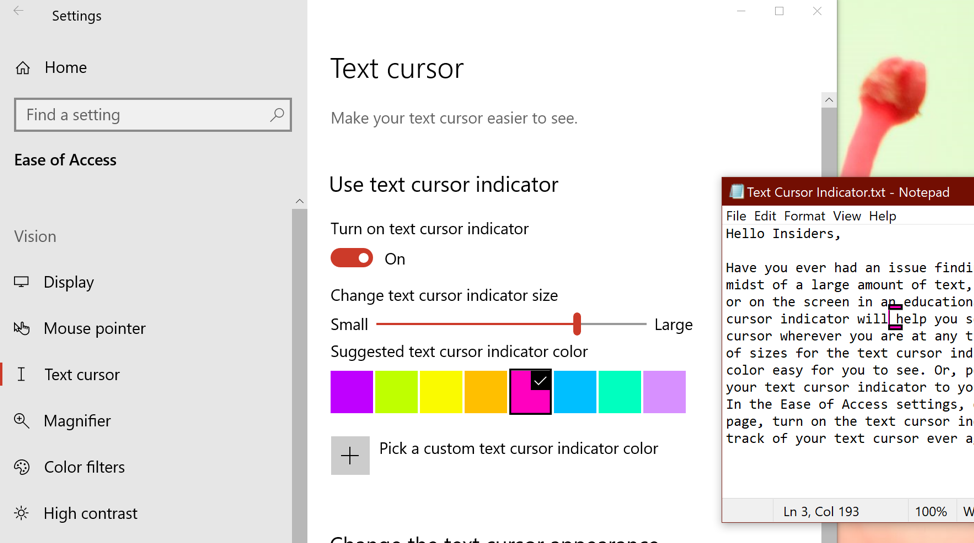 Settings
Home
Find a setting
Ease of Access
Vision
Display
Mouse pointer
Text cursor
Magnifier
Color filters
High contrast
Text cursor
Make your text cursor easier to see.
Use text cursor indicator
Turn on text cursor indicator
On
Change text cursor indicator size
Small Large
Suggested text cursor indicator color
Pick a custom text cursor indicator color
Change the text cursor appearance
Text Cursor Indicator.txt - Notepad
File Edit Format View Help
Hello Insiders,
Have you ever had an issue findi
midst of a large amount of text,
or on the screen in an education
cursor indicator will help you s
cursor wherever you are at any t
of sizes for the text cursor ind
color easy for you to see. Or, p
your text cursor indicator to yo
In the Ease of Access settings,
page, turn on the text cursor in
track of your text cursor ever a
Ln 3, Col 193 100% W